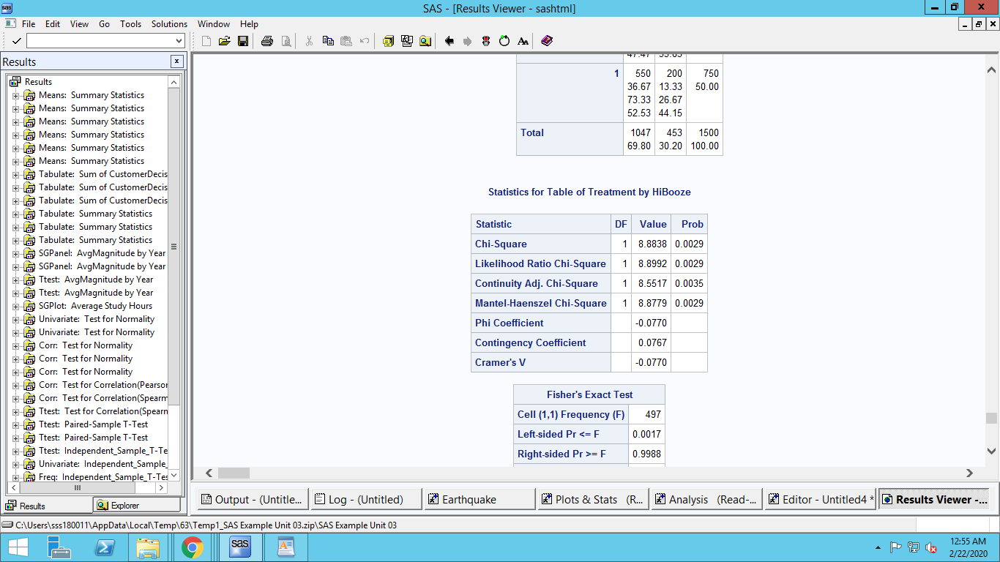 SAS - [Results Viewer - sashtml]
File Edit View Go Tools Solutions Window Help
Results
Results
Means: Summary Statistics
Means: Summary Statistics
Means: Summary Statistics
Means: Summary Statistics
Means: Summary Statistics
Means: Summary Statistics
Tabulate: Sum of CustomerDecis
Tabulate: Sum of CustomerDecis
Tabulate: Sum of CustomerDecis
Tabulate: Summary Statistics
Tabulate: Summary Statistics
Tabulate: Summary Statistics
SGPanel: AvgMagnitude by Year
SGPanel: AvgMagnitude by Year
Ttest: AvgMagnitude by Year
Ttest: AvgMagnitude by Year
SGPlot: Average Study Hours
Univariate: Test for Normality
Univariate: Test for Normality
Corr: Test for Normality
Corr: Test for Normality
Corr: Test for Normality
Corr: Test for Correlation(Pearson
Corr: Test for Correlation(Spearm
Ttest: Test for Correlation(Spearm
Ttest: Paired-Sample T-Test
Ttest: Paired-Sample T-Test
Ttest: Independent_Sample_T-Te
Univariate: Independent_Sample_
Freq: Independent_Sample_T-Tes
Results Explorer
1 550 200 750
36.67 13.33 50.00
73.33 26.67
52.53 44.15
Total 1047 453 1500
69.80 30.20 100.00
Statistics for Table of Treatment by HiBooze
Statistic DF Value Prob
Chi-Square 1 8.8838 0.0029
Likelihood Ratio Chi-Square 1 8.8992 0.0029
Continuity Adj. Chi-Square 1 8.5517 0.0035
Mantel-Haenszel Chi-Square 1 8.8779 0.0029
Phi Coefficient -0.0770
Contingency Coefficient 0.0767
Cramer's V -0.0770
Fisher's Exact Test
Cell (1,1) Frequency (F) 497
Left-sided Pr <= F 0.0017
Right-sided Pr >= F 0.9988
Output - (Untitle... Log - (Untitled) Earthquake Plots & Stats (R... Analysis (Read-... Editor - Untitled4 * Results Viewer -...
C:\Users\sss180011\AppData\Local\Temp\63\Temp1_SAS Example Unit 03.zip\SAS Example Unit 03
sas
12:55 AM
2/22/2020